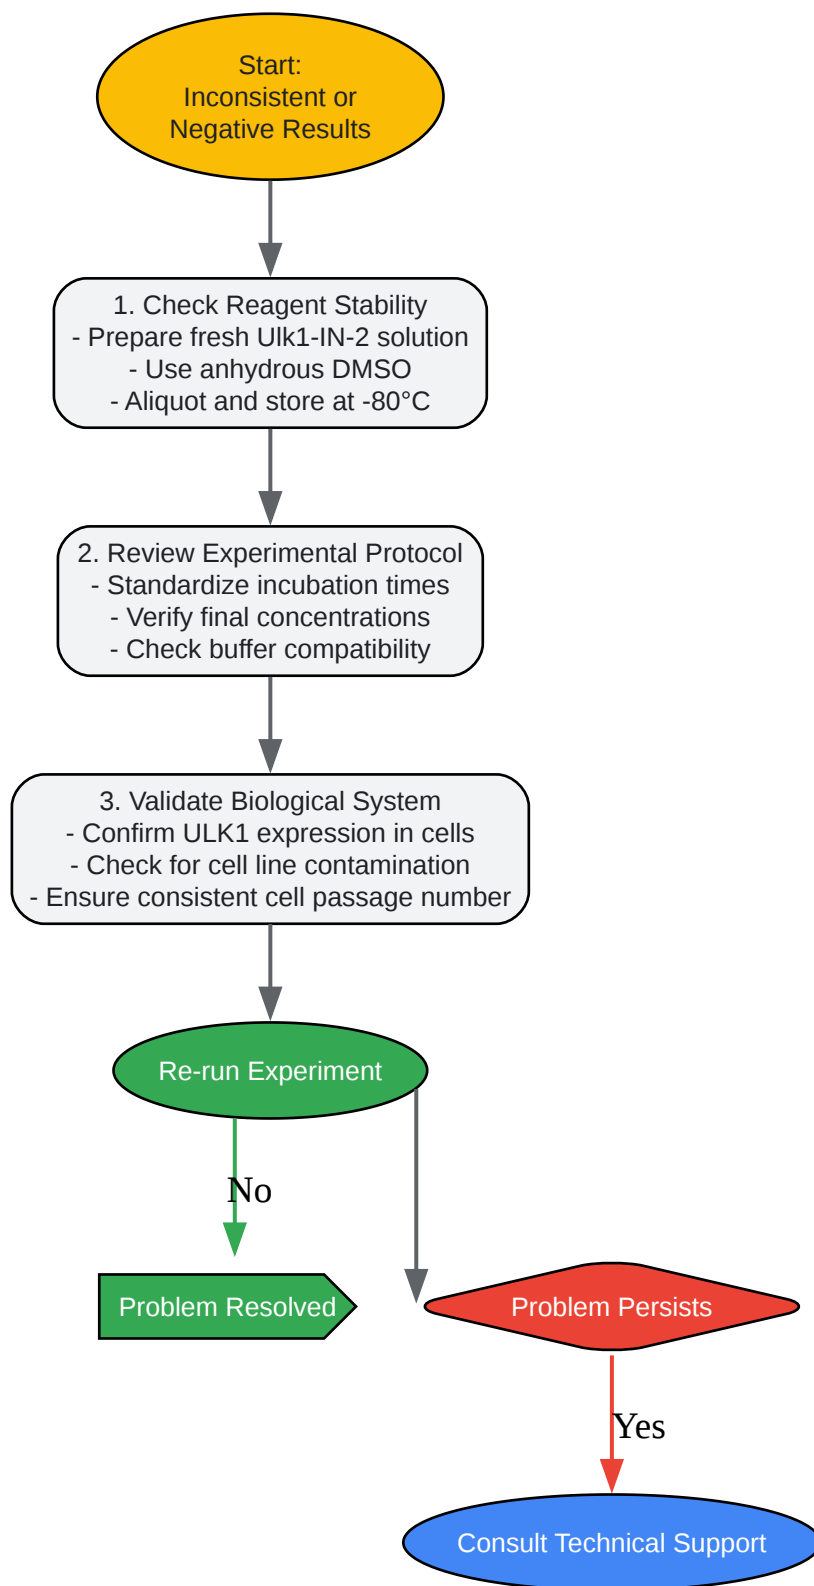 Start:
Inconsistent or
Negative Results
1. Check Reagent Stability
- Prepare fresh Ulk1-IN-2 solution
- Use anhydrous DMSO
- Aliquot and store at -80°C
2. Review Experimental Protocol
- Standardize incubation times
- Verify final concentrations
- Check buffer compatibility
3. Validate Biological System
- Confirm ULK1 expression in cells
- Check for cell line contamination
- Ensure consistent cell passage number
Re-run Experiment
No
Problem Resolved
Problem Persists
Yes
Consult Technical Support